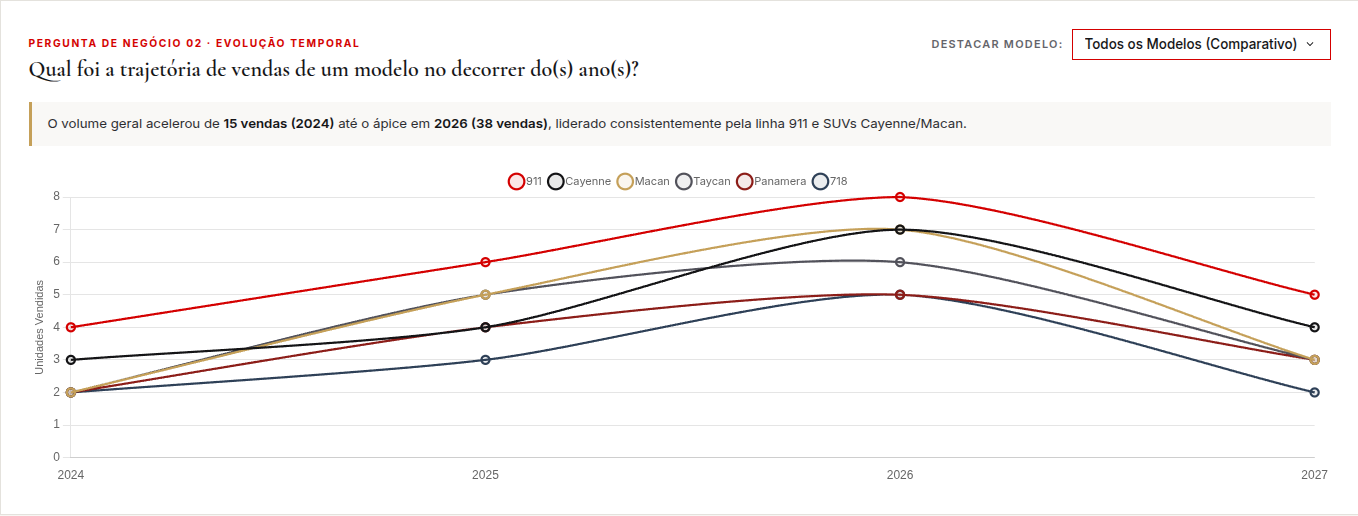 PERGUNTA DE NEGÓCIO 02 · EVOLUÇÃO TEMPORAL
Qual foi a trajetória de vendas de um modelo no decorrer do(s) ano(s)?
DESTACAR MODELO:
Todos os Modelos (Comparativo)
O volume geral acelerou de 15 vendas (2024) até o ápice em 2026 (38 vendas), liderado consistentemente pela linha 911 e SUVs Cayenne/Macan.
911 Cayenne Macan Taycan Panamera 718
Unidades Vendidas
8
7
6
5
4
3
2
1
0
2024 2025 2026 2027